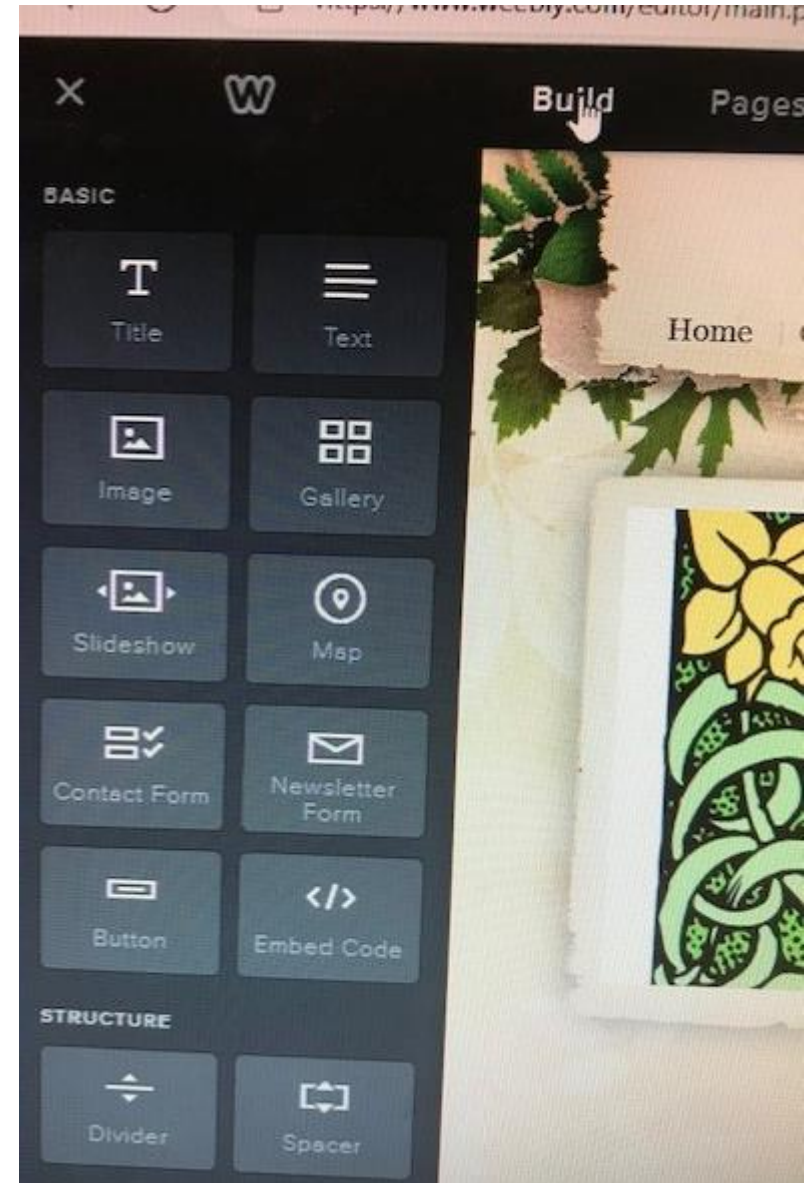 https://www.weebly.com/editor/main.p
W
Build
Pages
BASIC
T
Title
Text
Home
Image
Gallery
Slideshow
Map
Contact Form
Newsletter
Form
Button
</>
Embed Code
STRUCTURE
Divider
Spacer